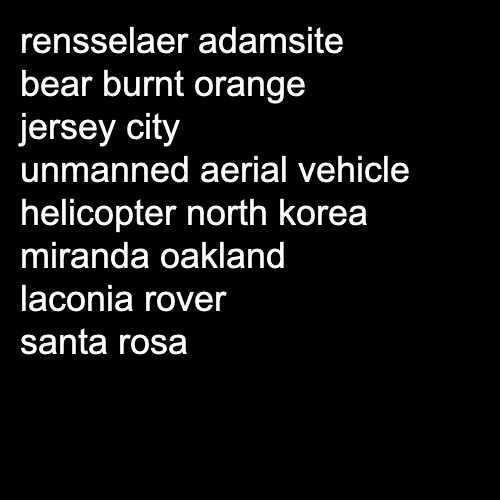 rensselaer adamsite
bear burnt orange
jersey city
unmanned aerial vehicle
helicopter north korea
miranda oakland
laconia rover
santa rosa